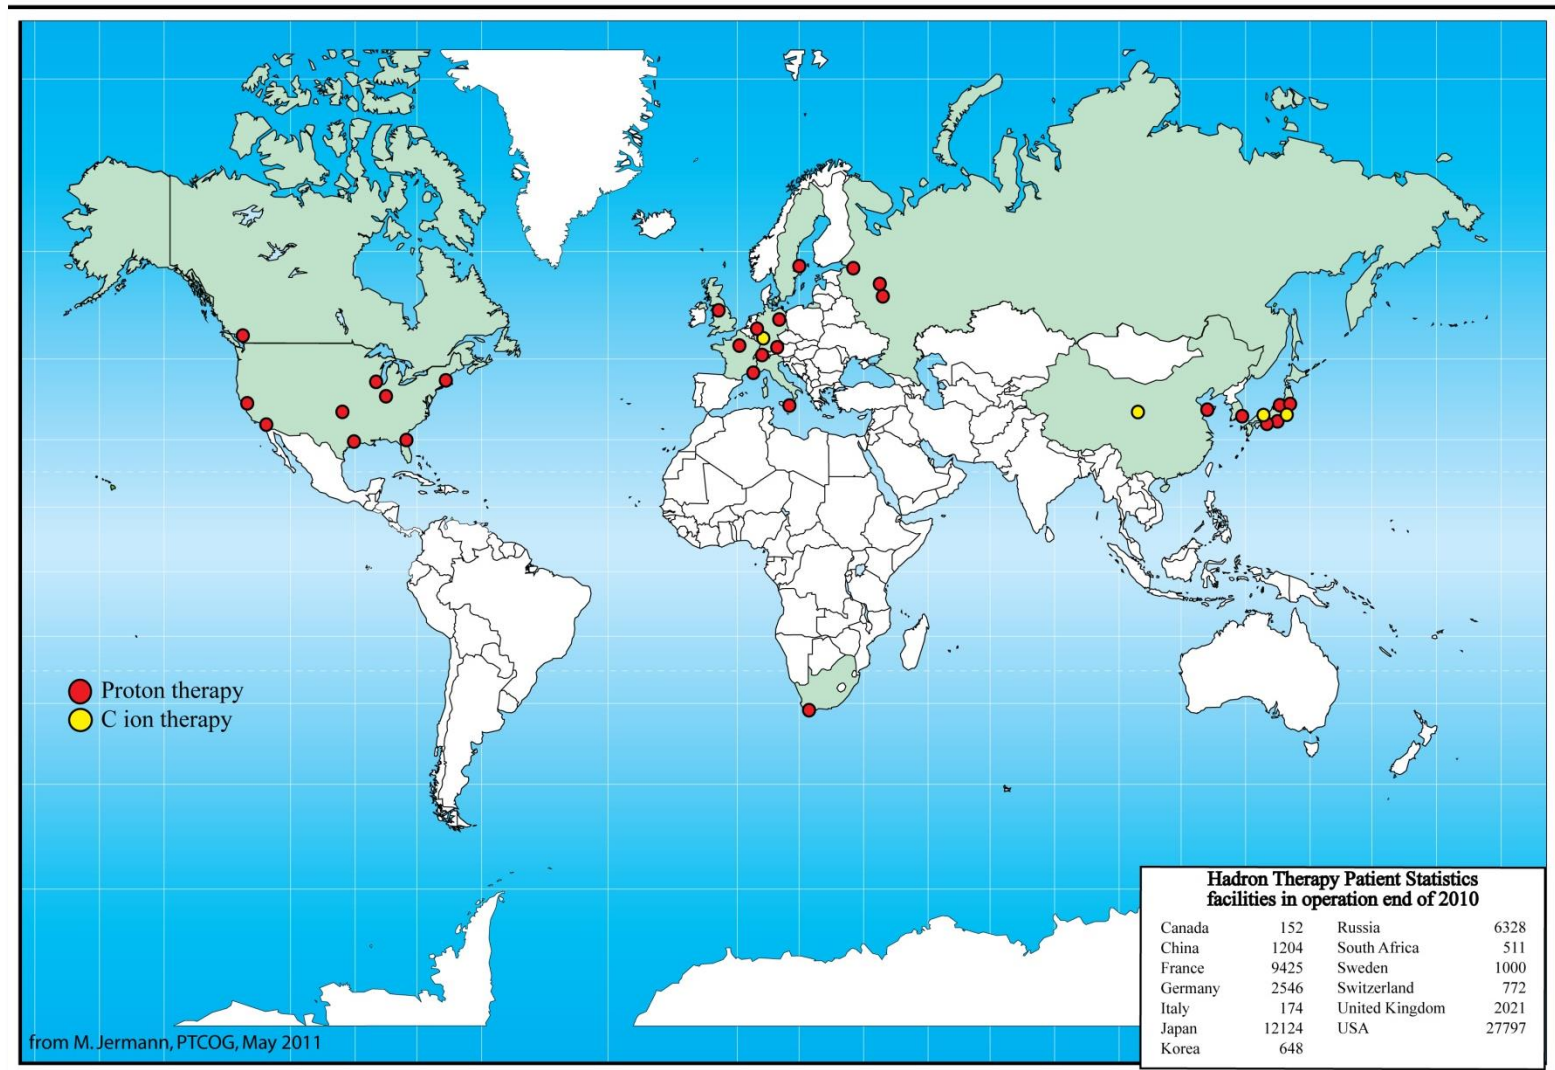 Proton therapy
C ion therapy
Hadron Therapy Patient Statistics
facilities in operation end of 2010
Canada 152 Russia 6328
China 1204 South Africa 511
France 9425 Sweden 1000
Germany 2546 Switzerland 772
Italy 174 United Kingdom 2021
Japan 12124 USA 27797
Korea 648
from M. Jermann, PTCOG, May 2011